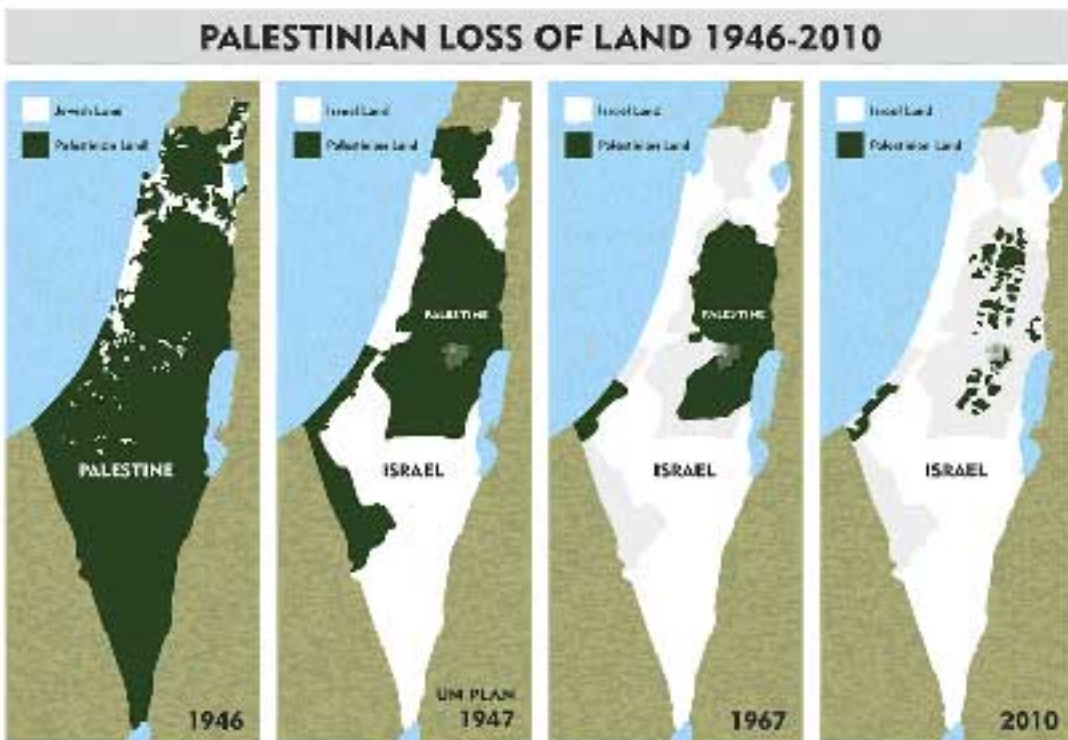 PALESTINIAN LOSS OF LAND 1946-2010
Jewish Land
Palestinian Land
PALESTINE
1946
Israel Land
Palestinian Land
PALESTINE
ISRAEL
UN PLAN
1947
Israel Land
Palestinian Land
PALESTINE
ISRAEL
1967
Israel Land
Palestinian Land
ISRAEL
2010